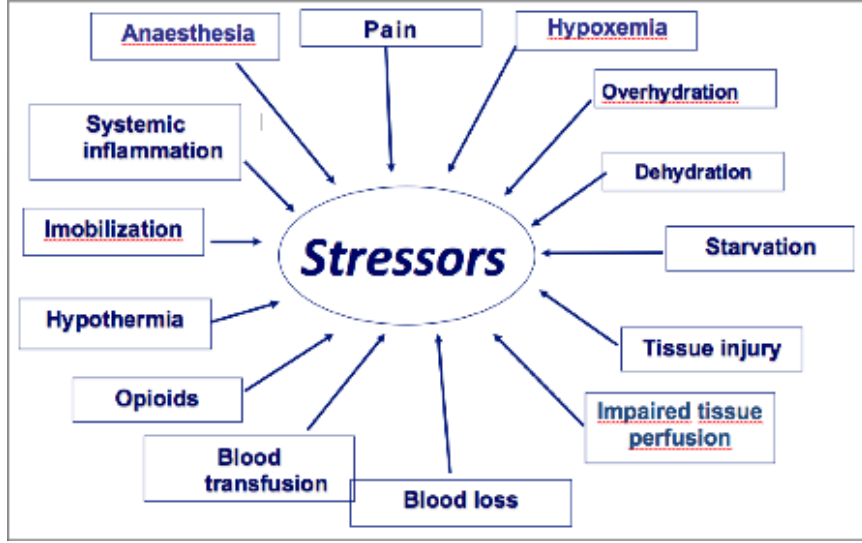 Anaesthesia
Pain
Hypoxemia
Overhydration
Systemic
inflammation
Dehydration
Imobilization
Stressors
Starvation
Hypothermia
Tissue injury
Opioids
Impaired tissue
perfusion
Blood
transfusion
Blood loss